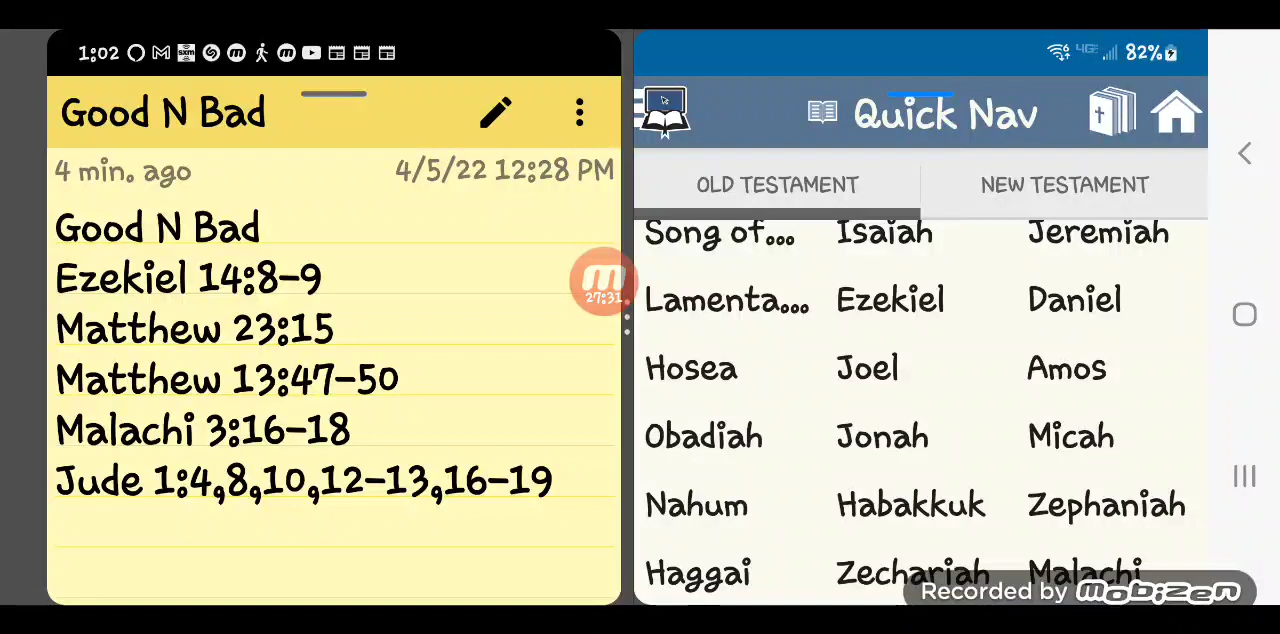 1:02
82%
Good N Bad
4 min. ago 4/5/22 12:28 PM
Good N Bad
Ezekiel 14:8-9
Matthew 23:15
Matthew 13:47-50
Malachi 3:16-18
Jude 1:4,8,10,12-13,16-19
27:31
Quick Nav
OLD TESTAMENT NEW TESTAMENT
Song of... Isaiah Jeremiah
Lamenta... Ezekiel Daniel
Hosea Joel Amos
Obadiah Jonah Micah
Nahum Habakkuk Zephaniah
Haggai Zechariah Malachi
Recorded by mobizen